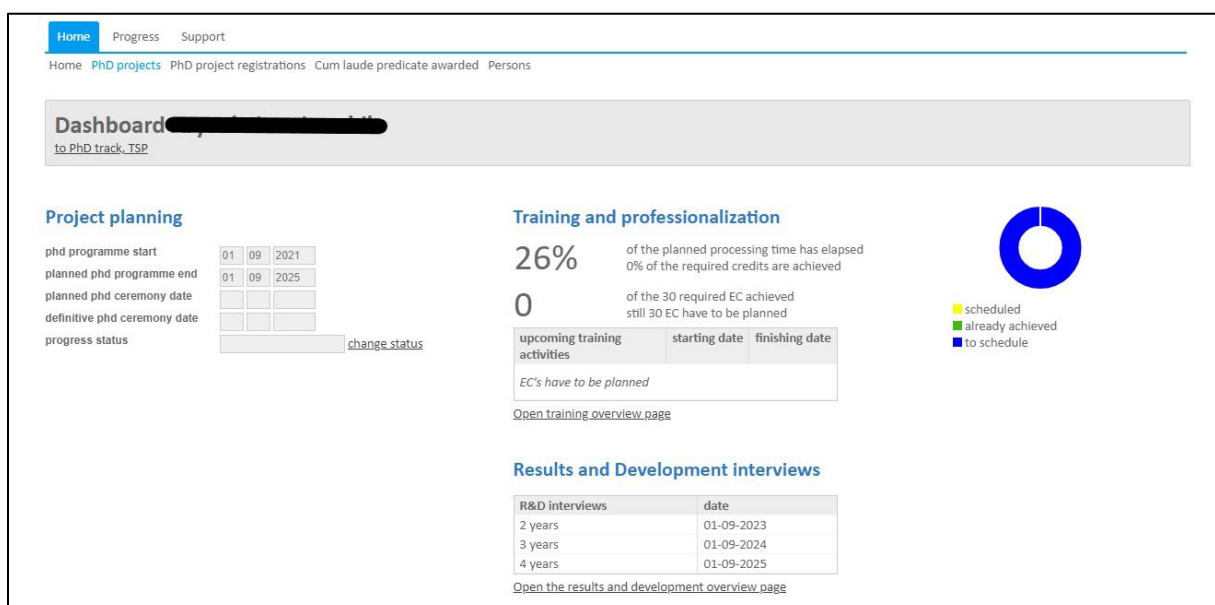 Home Progress Support
Home PhD projects PhD project registrations Cum laude predicate awarded Persons
Dashboard
to PhD track, TSP
Project planning
phd programme start 01 09 2021
planned phd programme end 01 09 2025
planned phd ceremony date
definitive phd ceremony date
progress status change status
Training and professionalization
26% of the planned processing time has elapsed
0% of the required credits are achieved
0 of the 30 required EC achieved
still 30 EC have to be planned
upcoming training activities starting date finishing date
EC's have to be planned
Open training overview page
scheduled
already achieved
to schedule
Results and Development interviews
R&D interviews date
2 years 01-09-2023
3 years 01-09-2024
4 years 01-09-2025
Open the results and development overview page